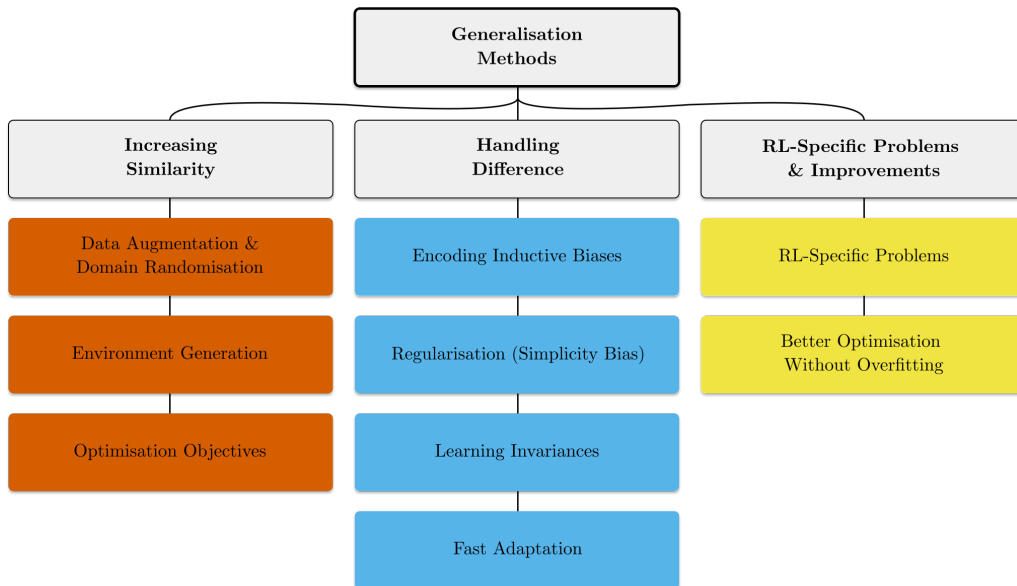 Generalisation
Methods
Increasing
Similarity
Handling
Difference
RL-Specific Problems
& Improvements
Data Augmentation &
Domain Randomisation
Encoding Inductive Biases
RL-Specific Problems
Environment Generation
Regularisation (Simplicity Bias)
Better Optimisation
Without Overfitting
Optimisation Objectives
Learning Invariances
Fast Adaptation